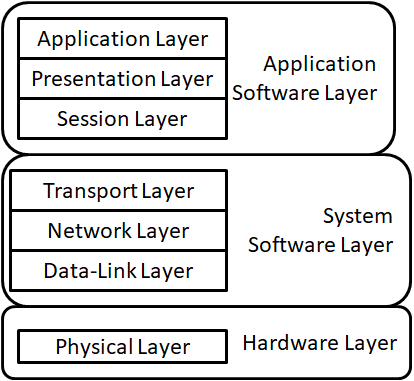 Application Layer
Presentation Layer
Session Layer
Application
Software Layer
Transport Layer
Network Layer
Data-Link Layer
System
Software Layer
Physical Layer
Hardware Layer